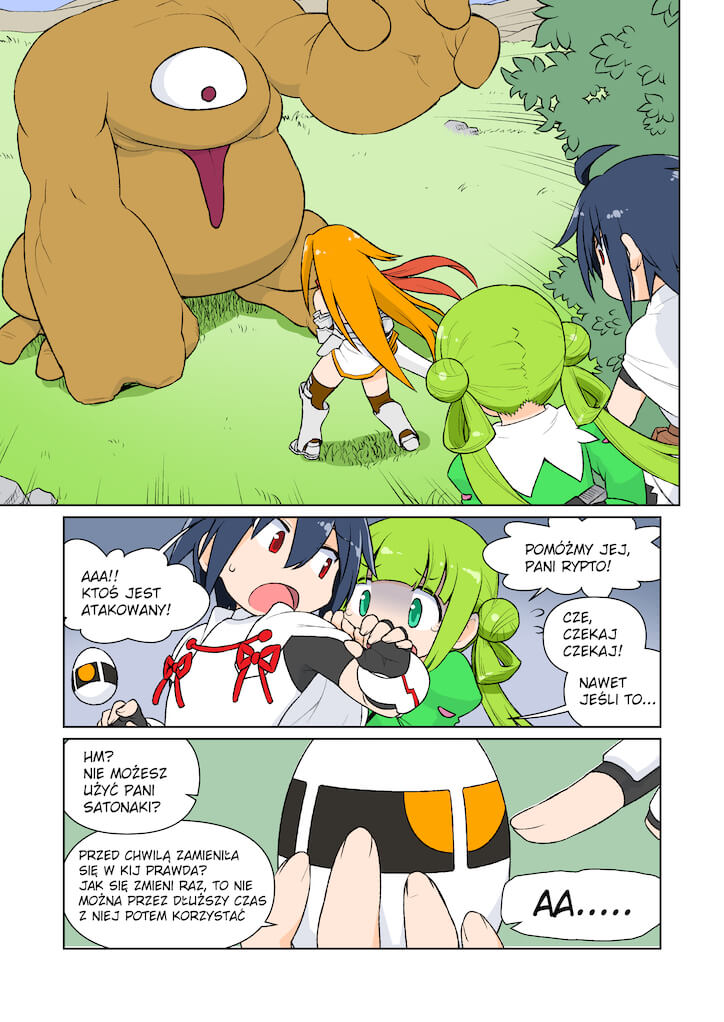 AAA!!
KTOŚ JEST
ATAKOWANY!
POMÓŻMY JEJ,
PANI RYPTO!
CZE,
CZEKAJ
CZEKAJ!
NAWET
JEŚLI TO...
HM?
NIE MOŻESZ
UŻYĆ PANI
SATONAKI?
PRZED CHWILĄ ZAMIENIŁA
SIĘ W KIJ PRAWDA?
JAK SIĘ ZMIENI RAZ, TO NIE
MOŻNA PRZEZ DŁUŻSZY CZAS
Z NIEJ POTEM KORZYSTAĆ
AA.....